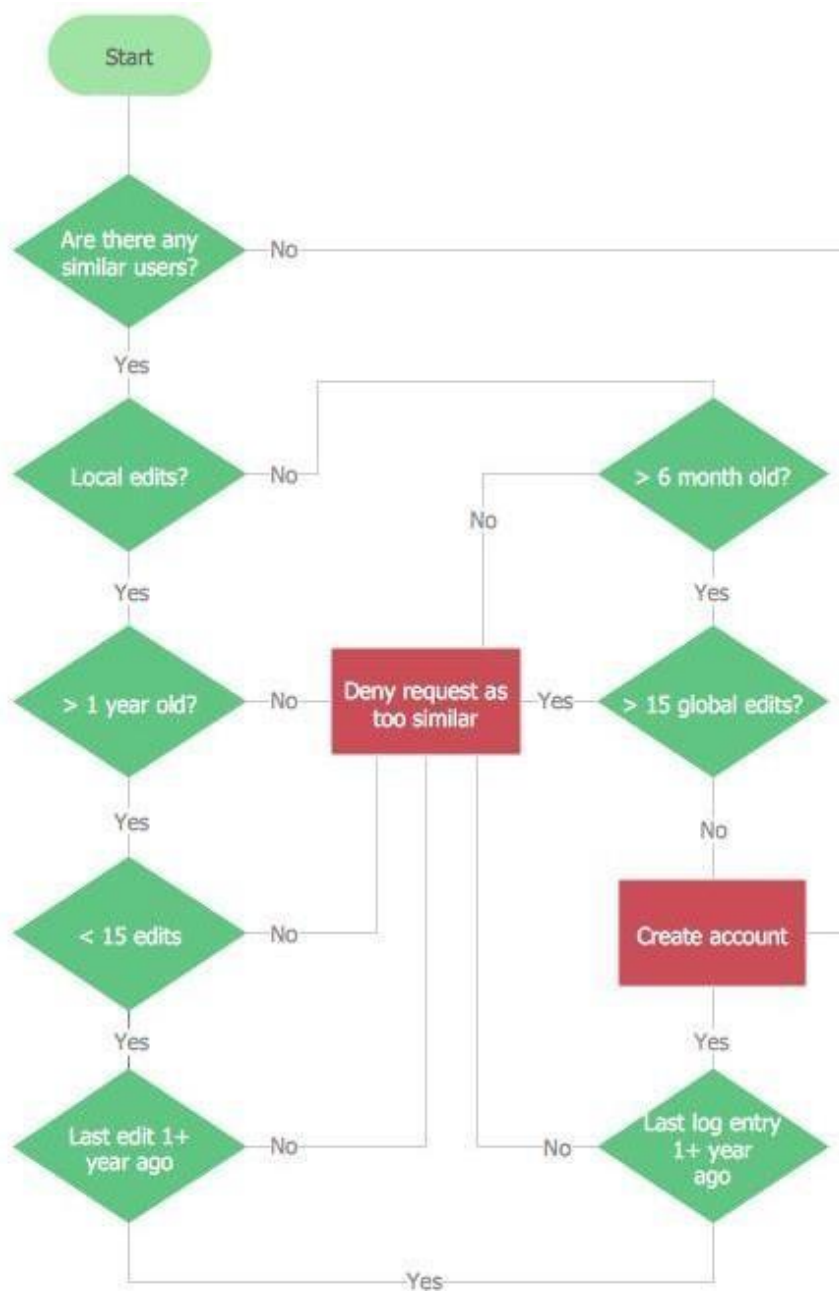 Start
Are there any
similar users?
No
Yes
Local edits?
No
> 6 month old?
No
Yes
Yes
> 1 year old?
No
Deny request as
too similar
Yes
> 15 global edits?
Yes
No
< 15 edits
No
Create account
Yes
Yes
Last edit 1+
year ago
No
No
Last log entry
1+ year
ago
Yes